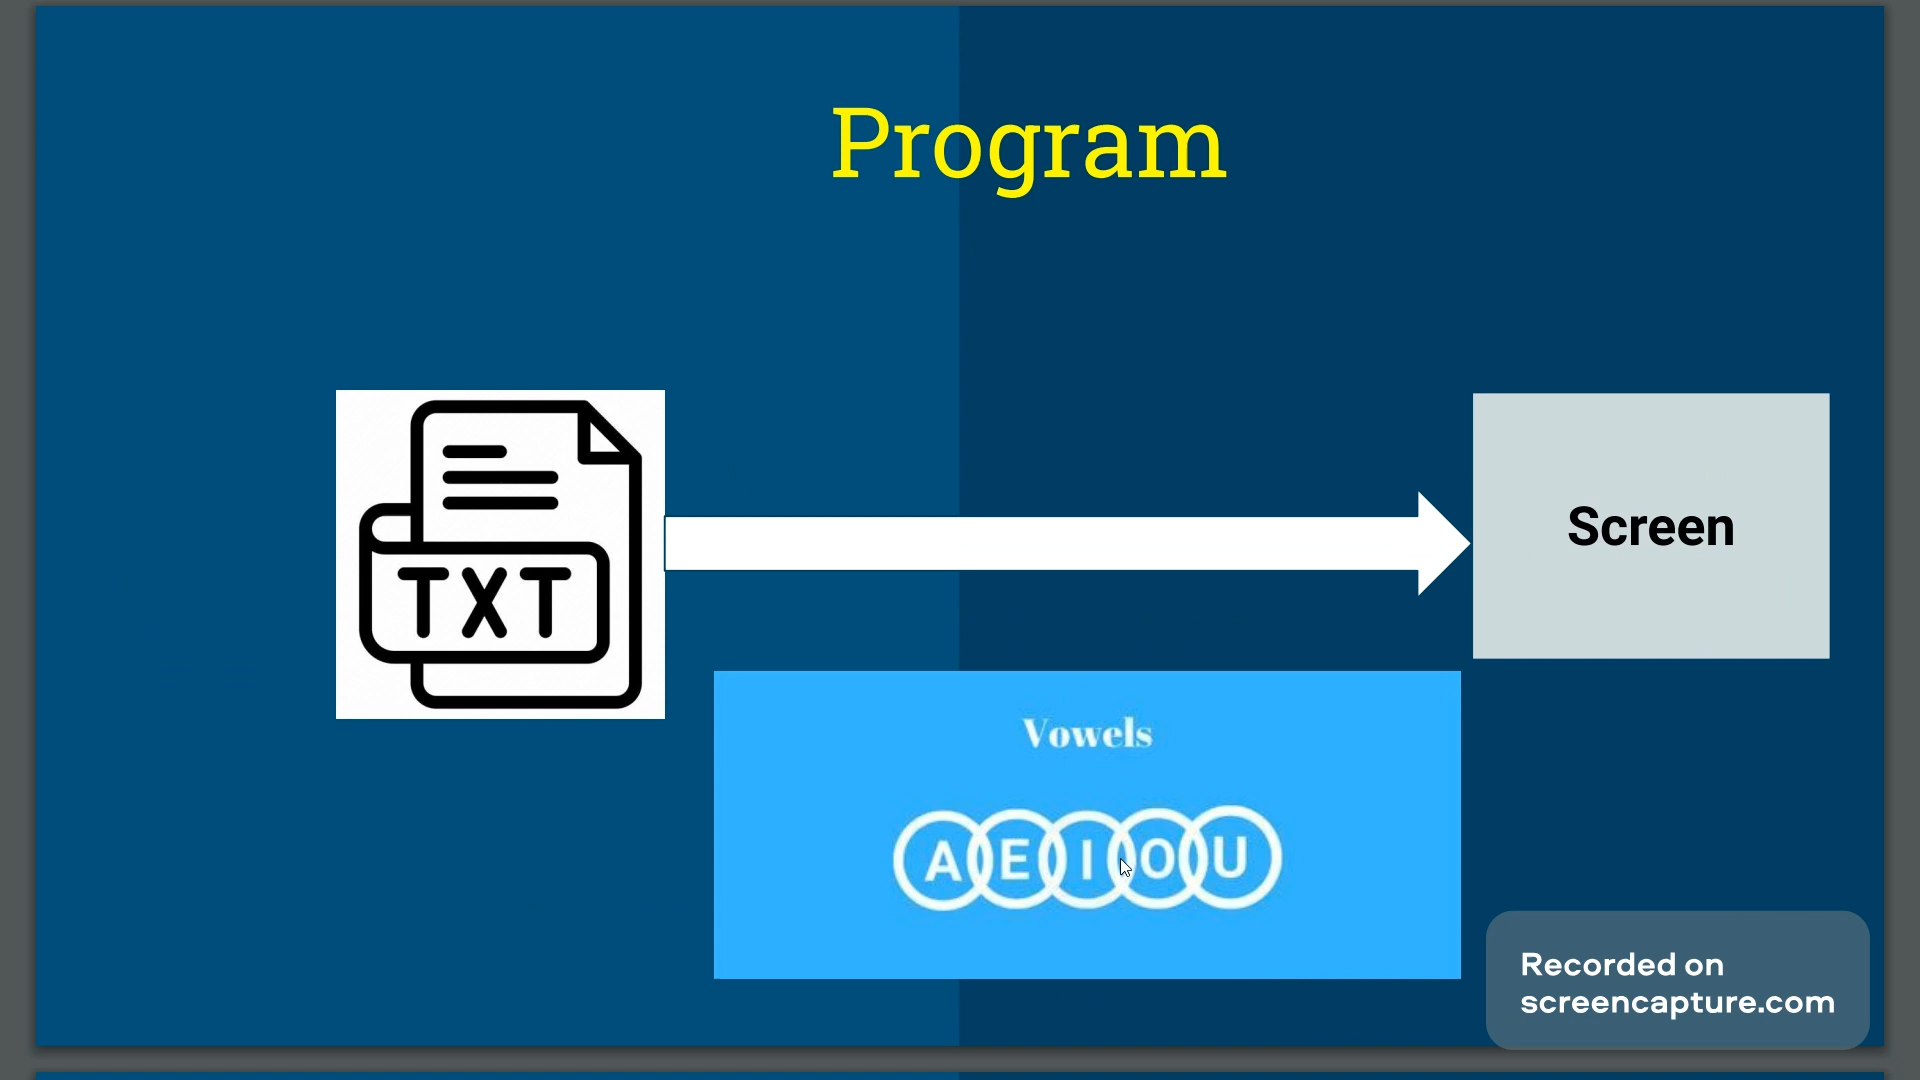 Program
TXT
Screen
Vowels
A E I O U
Recorded on
screencapture.com